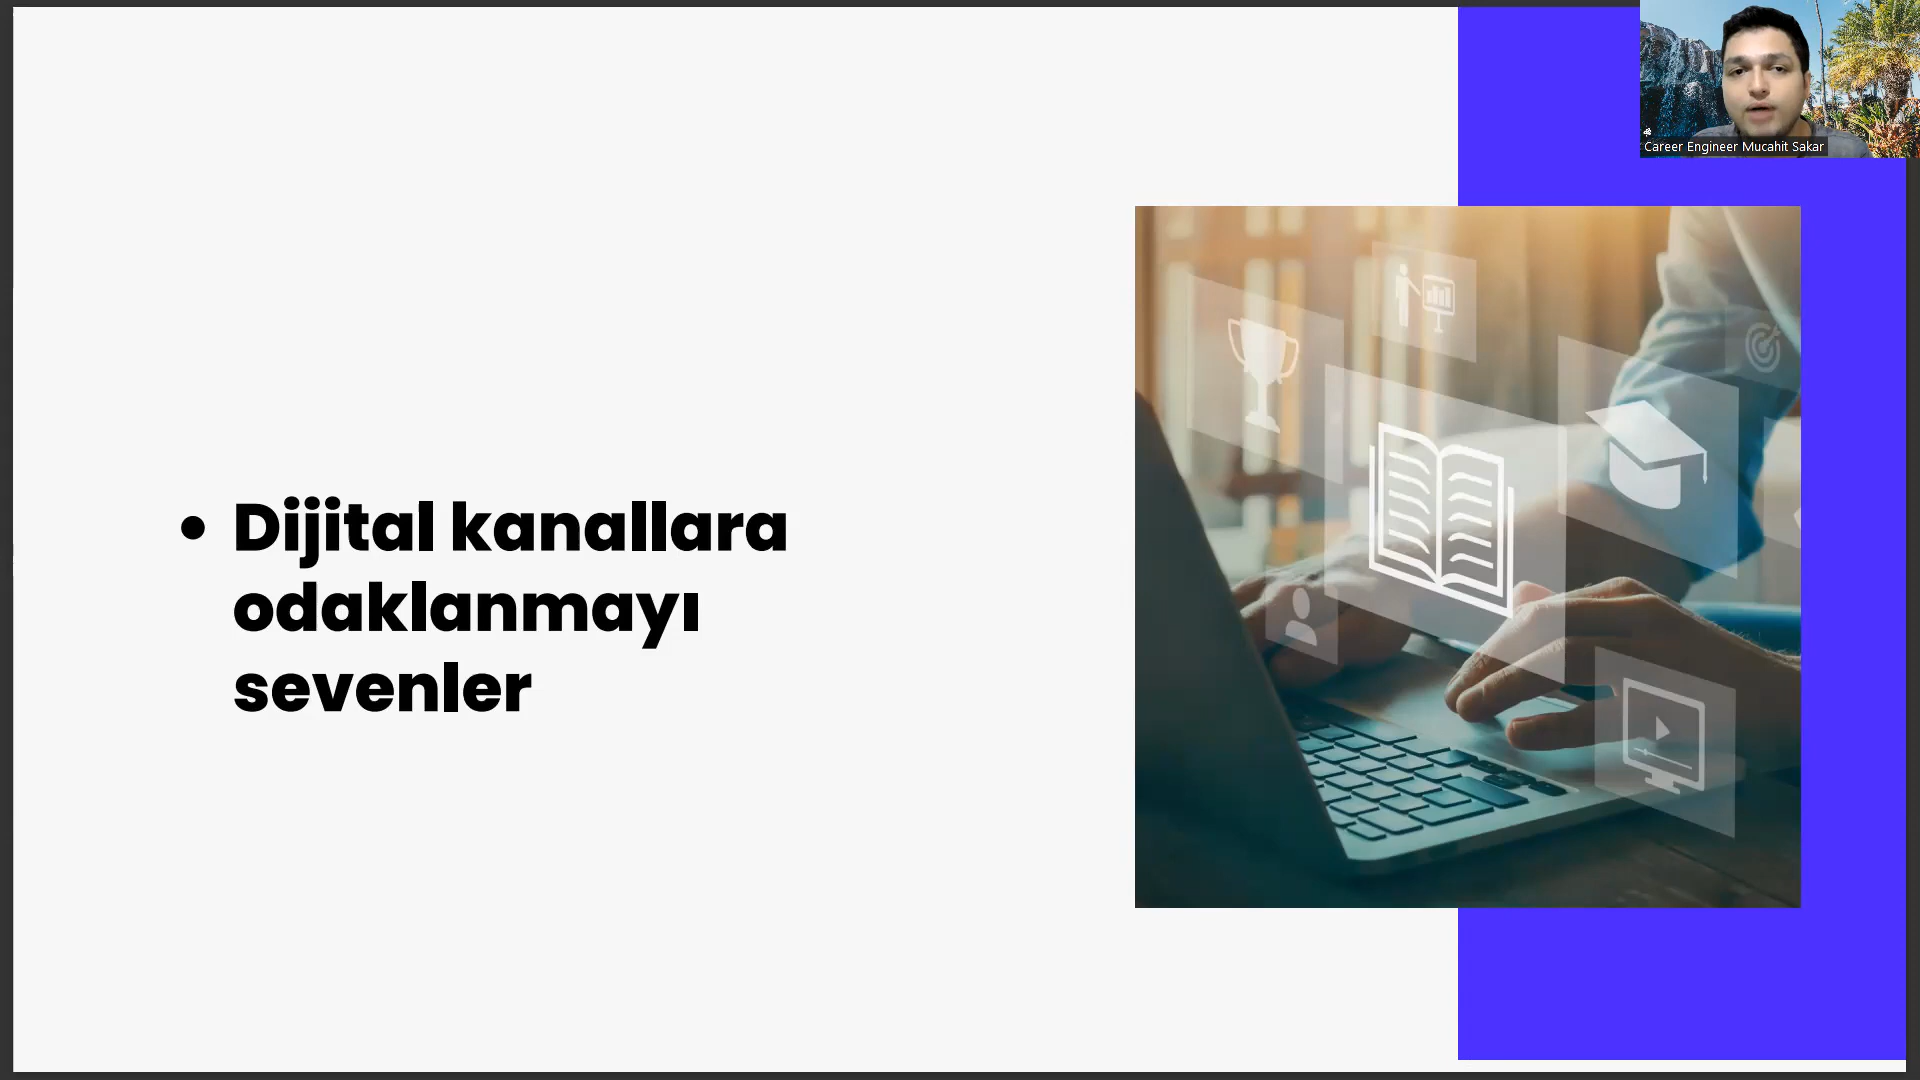 Career Engineer Mucahit Sakar
• Dijital kanallara
odaklanmayı
sevenler